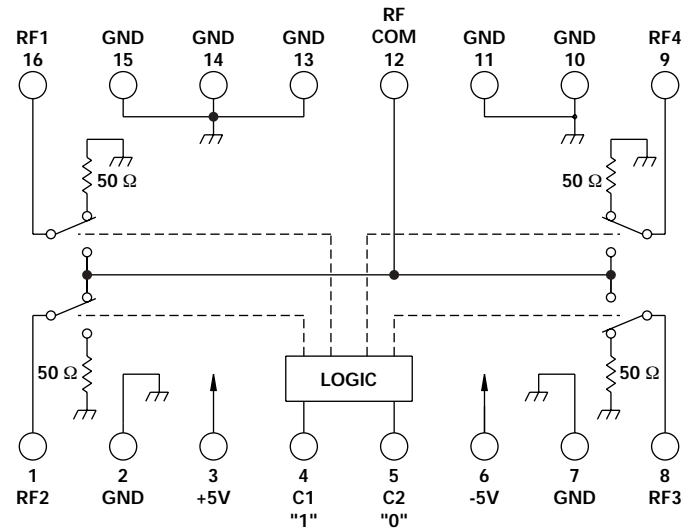 RF1 GND GND GND RF COM GND GND RF4
16 15 14 13 12 11 10 9
50 Ω 50 Ω
50 Ω LOGIC 50 Ω
1 2 3 4 5 6 7 8
RF2 GND +5V C1 C2 -5V GND RF3
"1" "0"